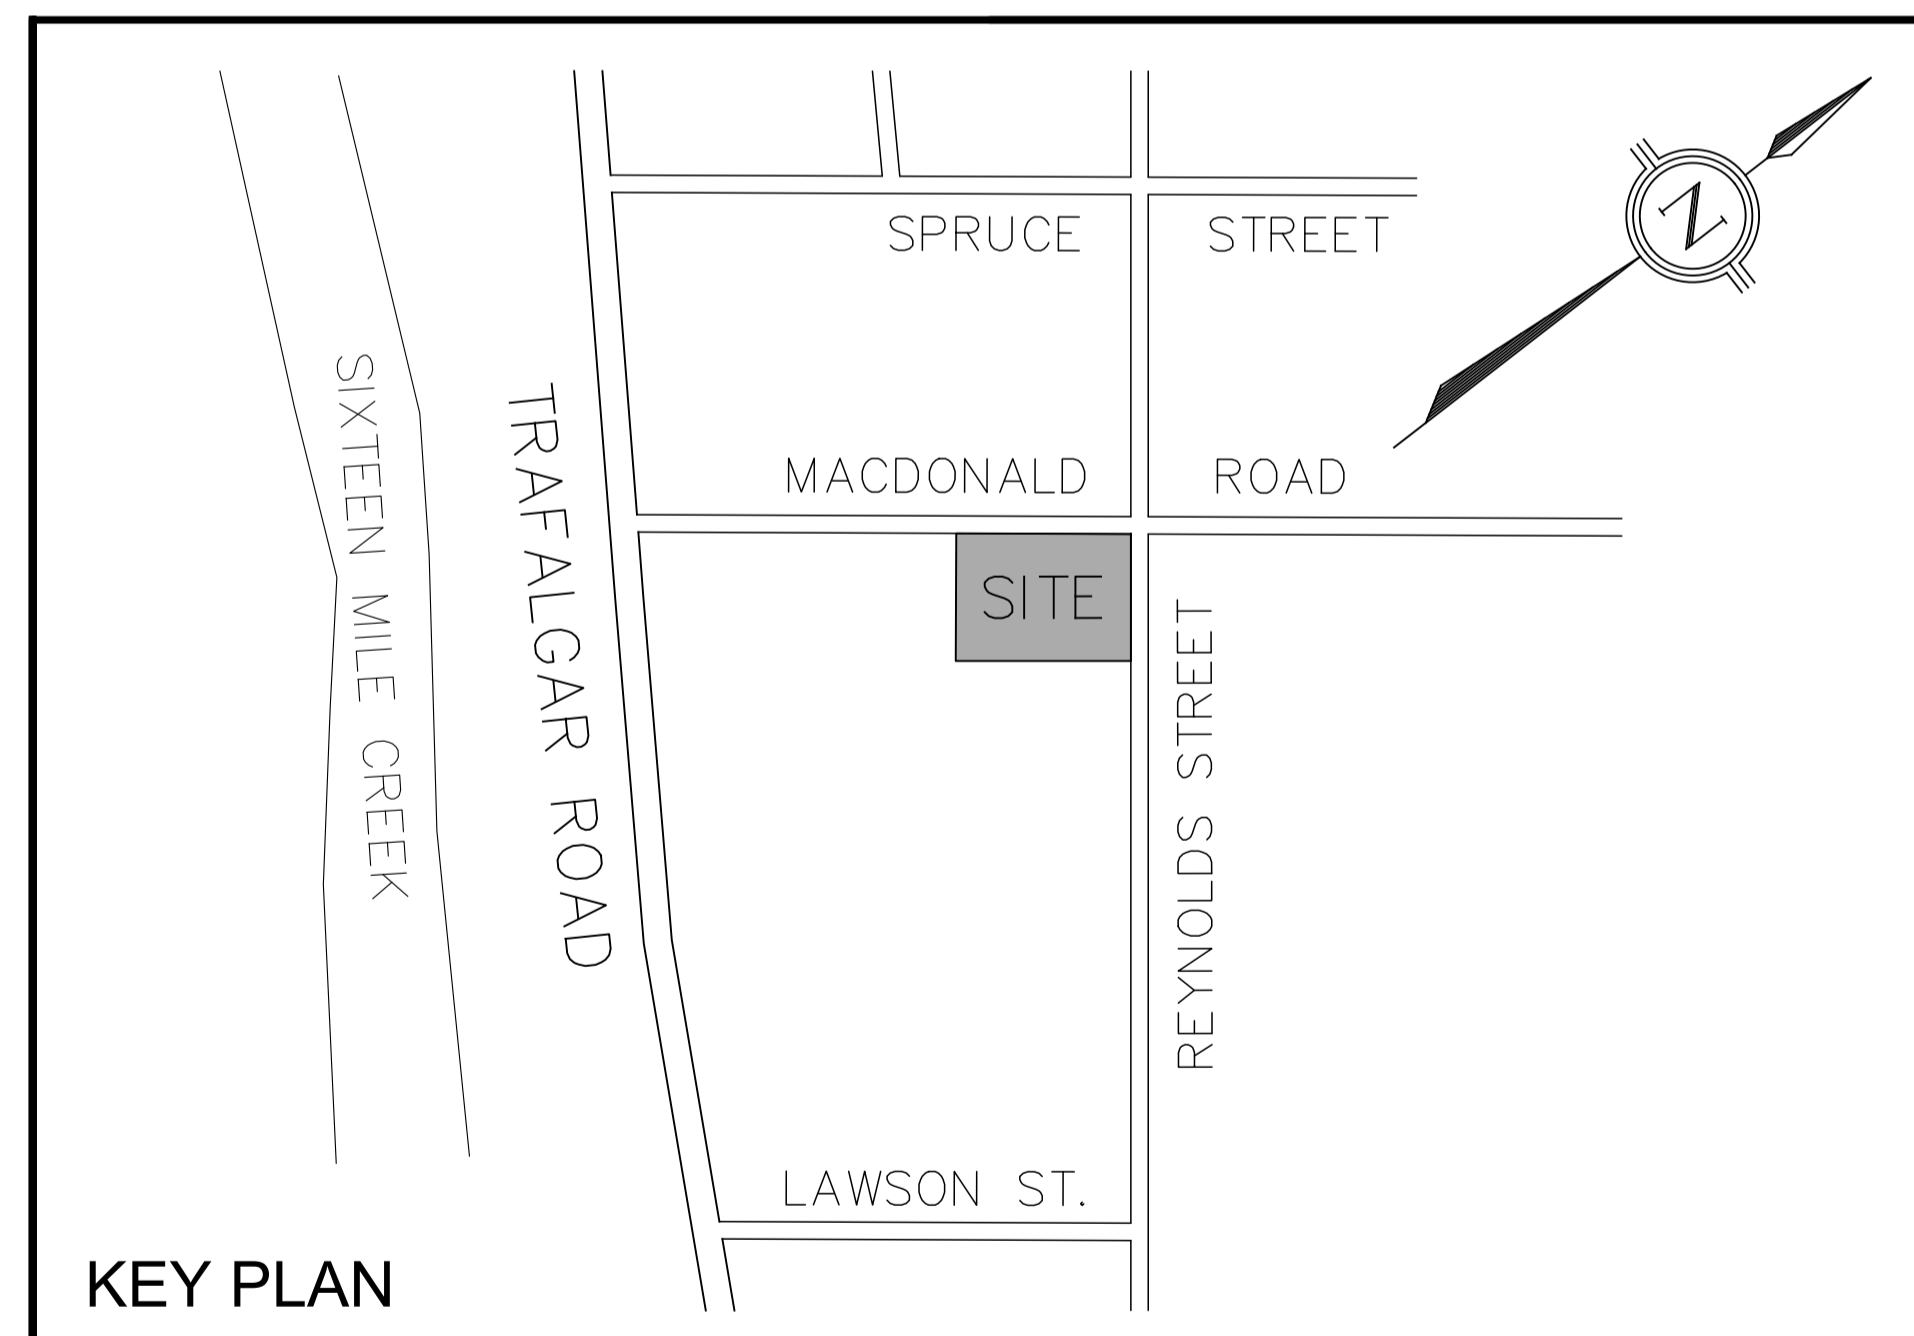 SPRUCE STREET
N
MACDONALD ROAD
SIXTEEN MILE CREEK
TRAFALGAR ROAD
SITE
REYNOLDS STREET
LAWSON ST.
KEY PLAN